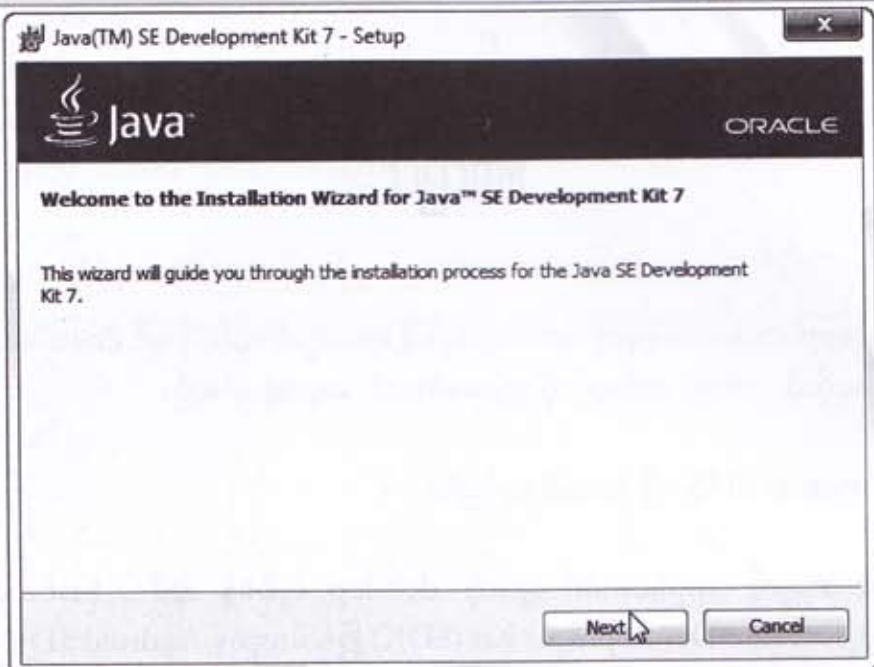 Java(TM) SE Development Kit 7 - Setup
Java
ORACLE
Welcome to the Installation Wizard for Java™ SE Development Kit 7
This wizard will guide you through the installation process for the Java SE Development
Kit 7.
Next
Cancel